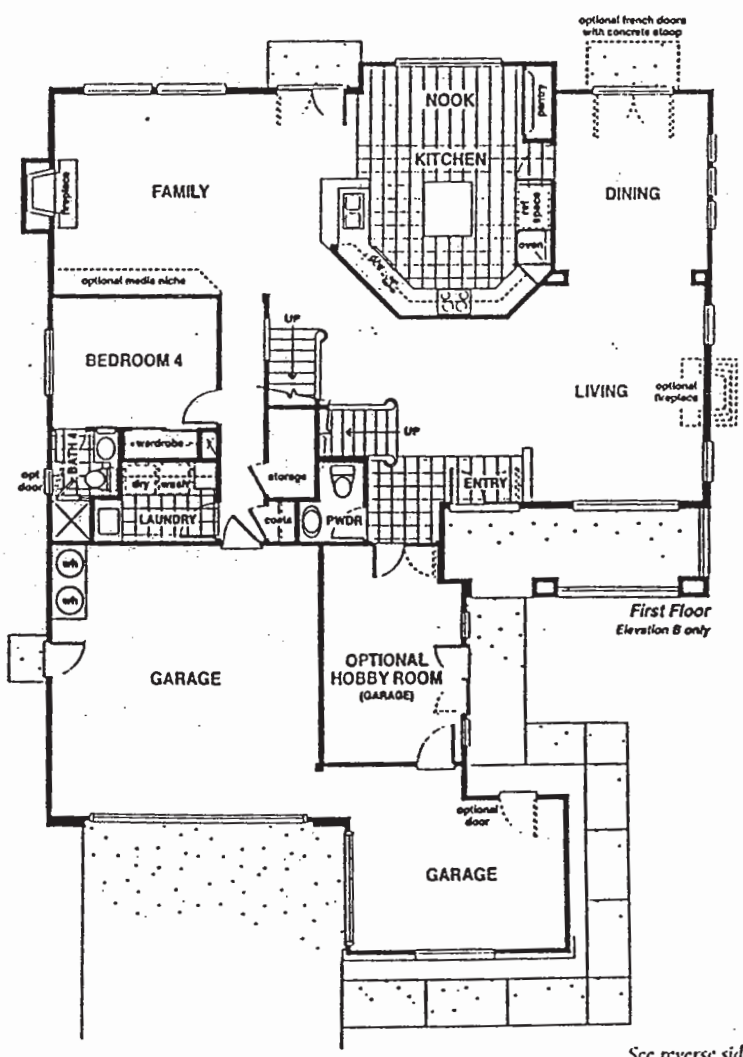 optional french doors
with concrete stoop
NOOK
pantry
KITCHEN
FAMILY
fireplace
DINING
ref
space
oven
optional media niche
UP
BEDROOM 4
LIVING
optional
fireplace
UP
BATH 4
wardrobe
opt
door
dry
wash
storage
ENTRY
LAUNDRY
coats
PWDR
wh
wh
First Floor
Elevation B only
OPTIONAL
HOBBY ROOM
(GARAGE)
GARAGE
optional
door
GARAGE
See reverse sid